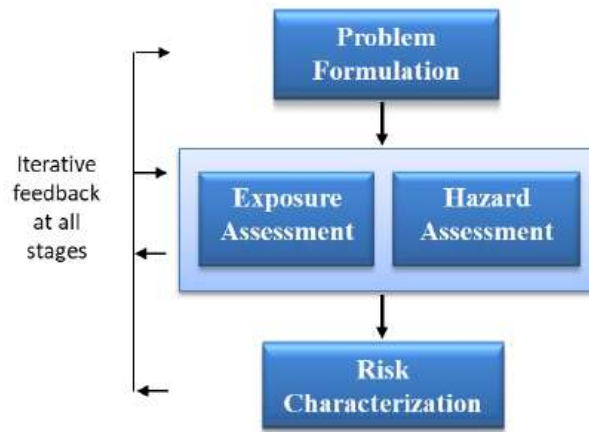 Problem
Formulation
Iterative
feedback
at all
stages
Exposure
Assessment
Hazard
Assessment
Risk
Characterization